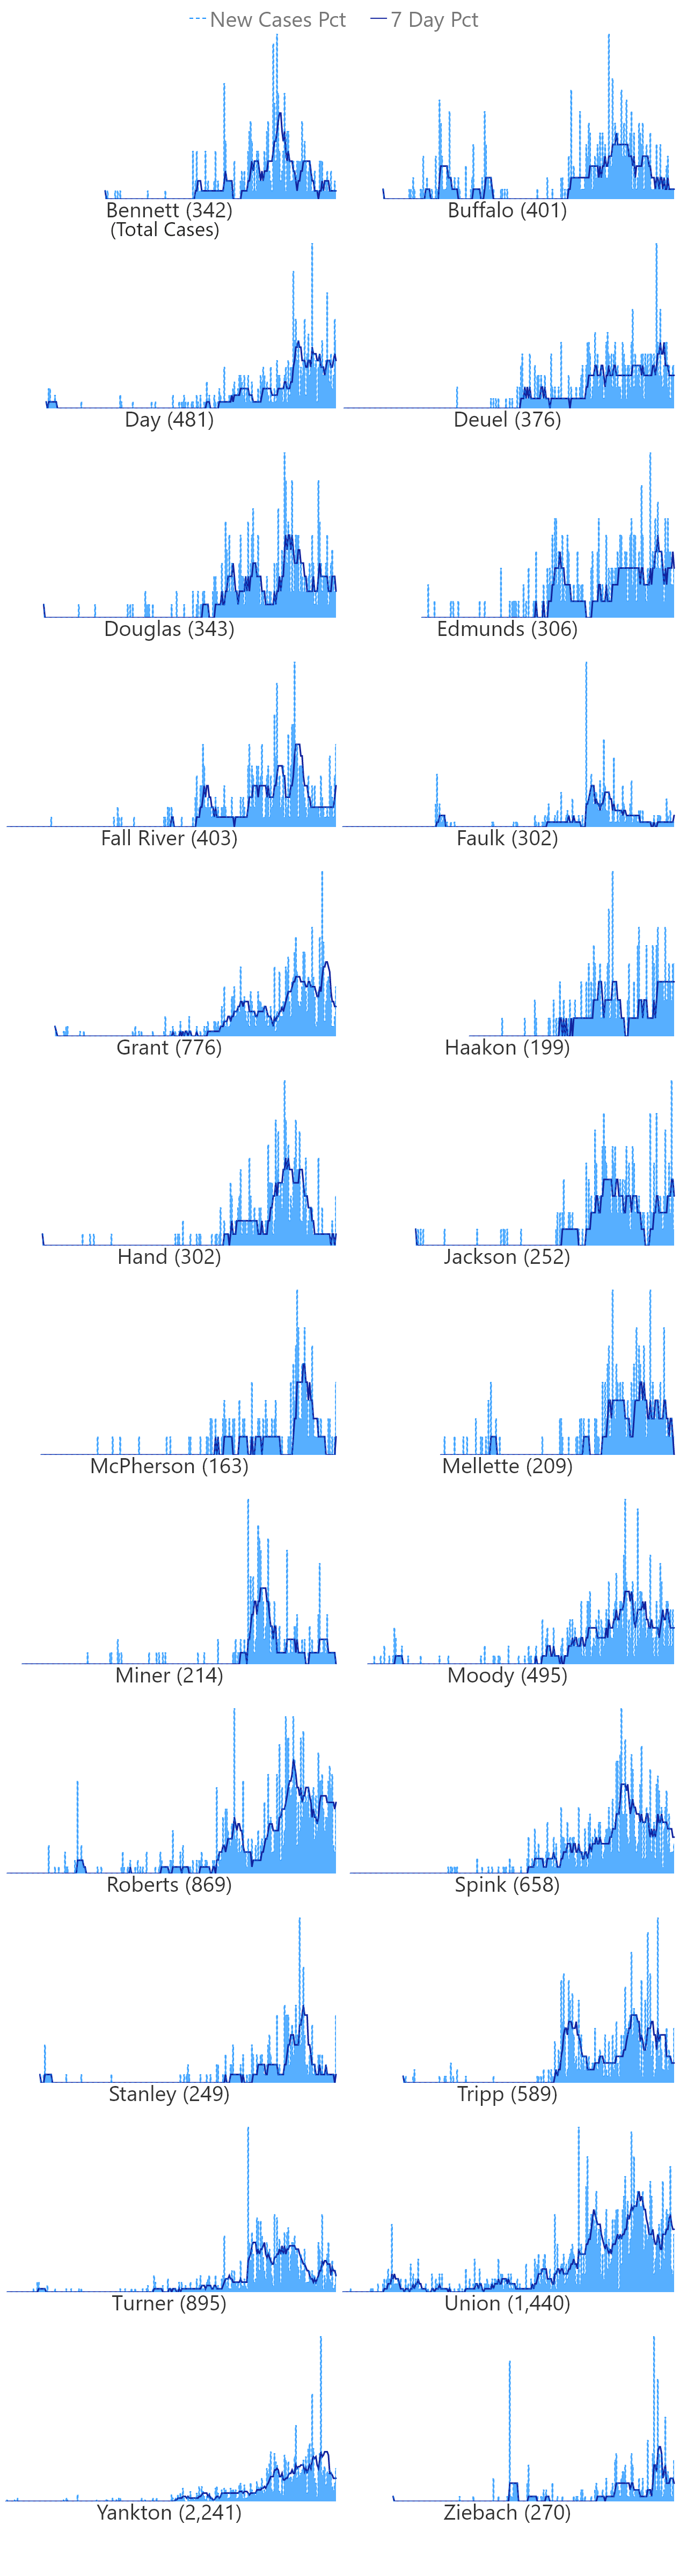 New Cases Pct 7 Day Pct
Bennett (342) Buffalo (401)
(Total Cases)
Day (481) Deuel (376)
Douglas (343) Edmunds (306)
Fall River (403) Faulk (302)
Grant (776) Haakon (199)
Hand (302) Jackson (252)
McPherson (163) Mellette (209)
Miner (214) Moody (495)
Roberts (869) Spink (658)
Stanley (249) Tripp (589)
Turner (895) Union (1,440)
Yankton (2,241) Ziebach (270)